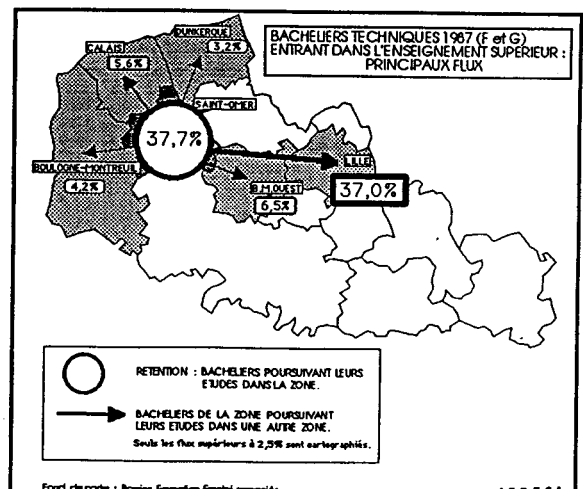 BACHELIERS TECHNIQUES 1987 (F et G)
ENTRANT DANS L'ENSEIGNEMENT SUPERIEUR :
PRINCIPAUX FLUX
DUNKERQUE
3,2%
CALAIS
5,6%
SAINT-OMER
37,7%
BOULOGNE-MONTREUIL
4,2%
LILLE
37,0%
B.M.OUEST
6,5%
RETENTION : BACHELIERS POURSUIVANT LEURS
ETUDES DANS LA ZONE.
BACHELIERS DE LA ZONE POURSUIVANT
LEURS ETUDES DANS UNE AUTRE ZONE.
Seuls les flux supérieurs à 2,5% sont cartographiés.